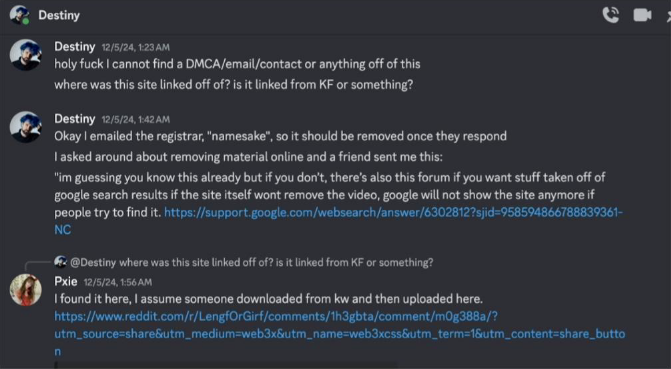 Destiny
Destiny 12/5/24, 1:23 AM
holy fuck I cannot find a DMCA/email/contact or anything off of this
where was this site linked off of? is it linked from KF or something?
Destiny 12/5/24, 1:42 AM
Okay I emailed the registrar, "namesake", so it should be removed once they respond
I asked around about removing material online and a friend sent me this:
"im guessing you know this already but if you don't, there's also this forum if you want stuff taken off of
google search results if the site itself wont remove the video, google will not show the site anymore if
people try to find it. https://support.google.com/websearch/answer/6302812?sjid=958594866788839361-
NC
@Destiny where was this site linked off of? is it linked from KF or something?
Pxie 12/5/24, 1:56 AM
I found it here, I assume someone downloaded from kw and then uploaded here.
https://www.reddit.com/r/LengfOrGirf/comments/1h3gbta/comment/m0g388a/?
utm_source=share&utm_medium=web3x&utm_name=web3xcss&utm_term=1&utm_content=share_butto
n